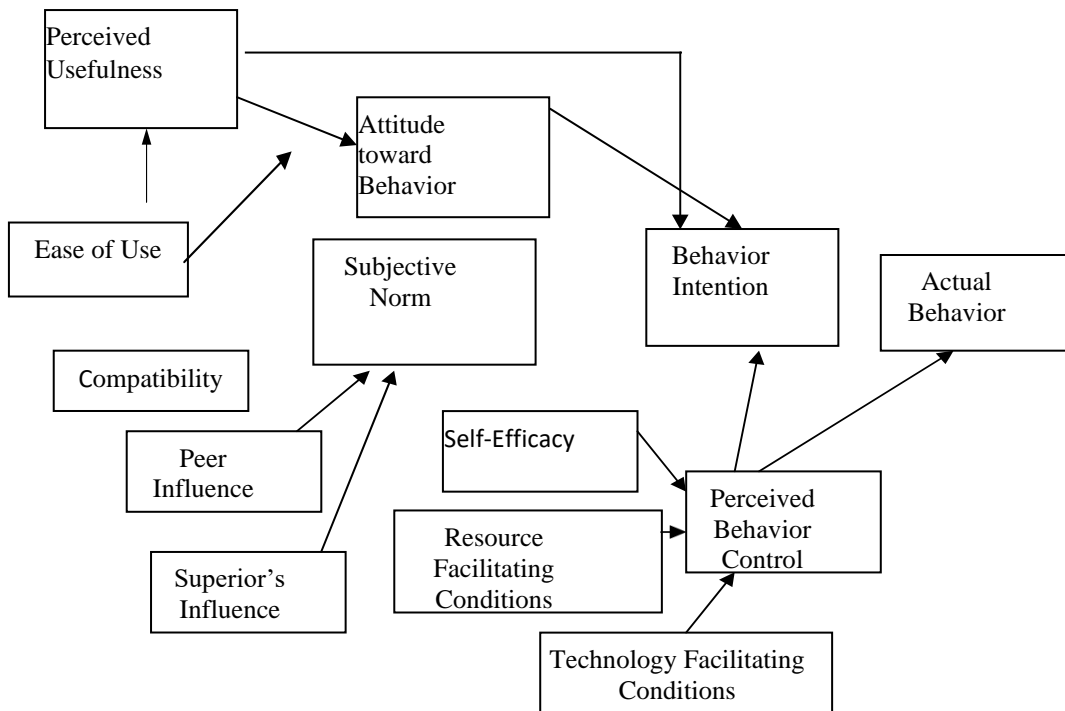 Perceived
Usefulness
Attitude
toward
Behavior
Ease of Use
Subjective
Norm
Behavior
Intention
Actual
Behavior
Compatibility
Peer
Influence
Self-Efficacy
Perceived
Behavior
Control
Resource
Facilitating
Conditions
Superior’s
Influence
Technology Facilitating
Conditions